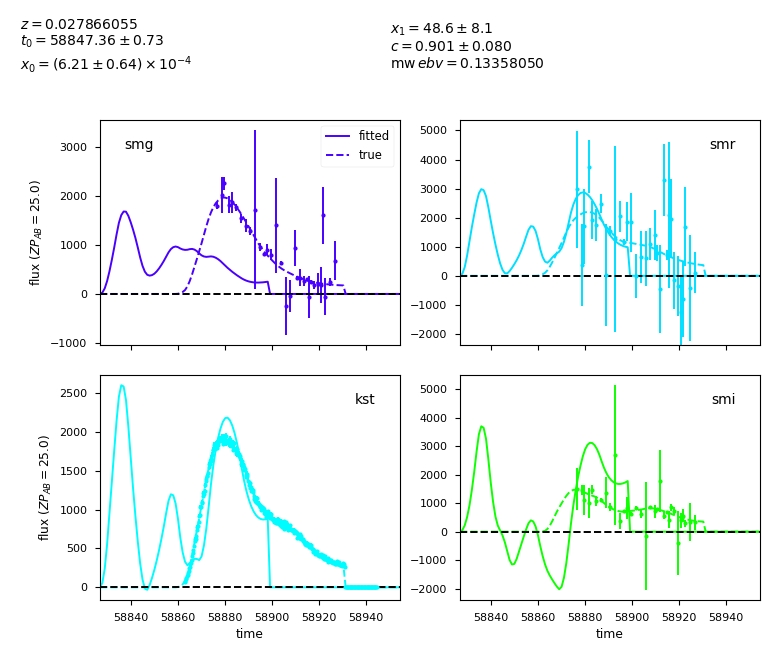 z = 0.027866055
t₀ = 58847.36 ± 0.73
x₀ = (6.21 ± 0.64) × 10⁻⁴
x₁ = 48.6 ± 8.1
c = 0.901 ± 0.080
mw ebv = 0.13358050
smg
fitted
true
3000
2000
1000
0
−1000
flux (ZP_AB = 25.0)
smr
5000
4000
3000
2000
1000
0
−1000
−2000
kst
2500
2000
1500
1000
500
0
flux (ZP_AB = 25.0)
58840 58860 58880 58900 58920 58940
time
smi
5000
4000
3000
2000
1000
0
−1000
−2000
58840 58860 58880 58900 58920 58940
time